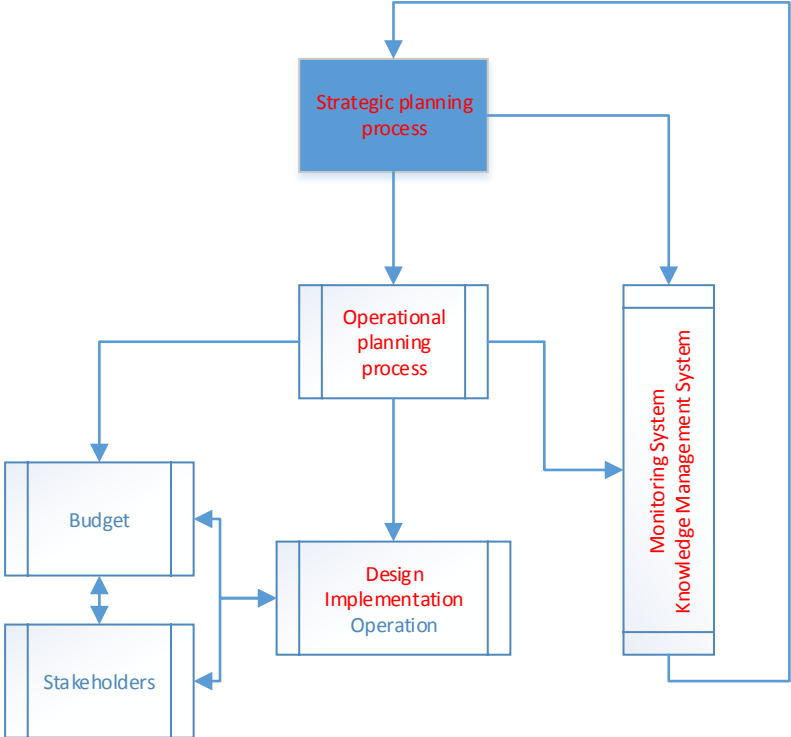 Strategic planning
process
Operational
planning
process
Monitoring System
Knowledge Management System
Budget
Design
Implementation
Operation
Stakeholders